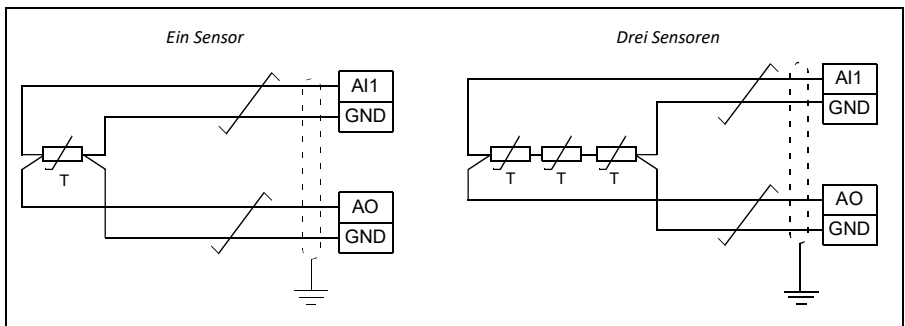 Ein Sensor
AI1
GND
T
AO
GND
Drei Sensoren
AI1
GND
T T T
AO
GND